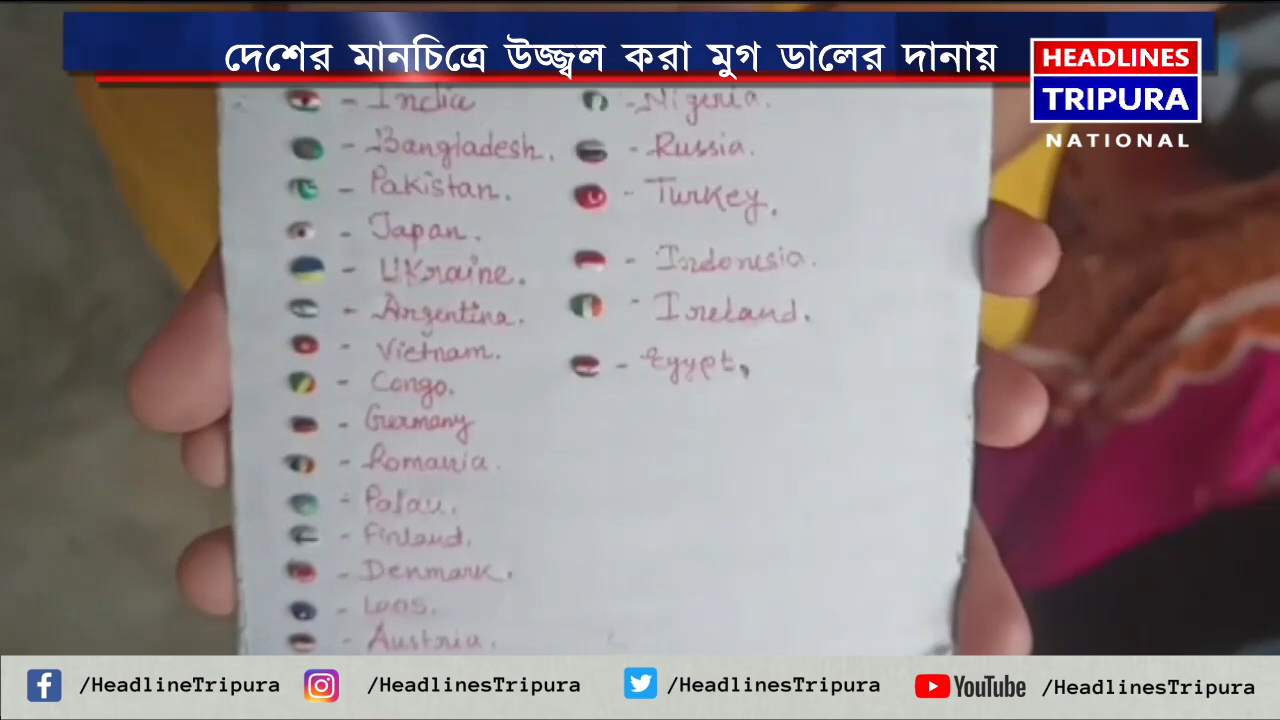 দেশের মানচিত্রে উজ্জ্বল করা মুগ ডালের দানায়
HEADLINES
TRIPURA
NATIONAL
- India
- Bangladesh.
- Pakistan.
- Japan.
- Ukraine.
- Argentina.
- Vietnam.
- Congo.
- Germany
- Romania.
- Palau.
- Finland.
- Denmark.
- Laos.
- Austria.
- Nigeria.
- Russia.
- Turkey.
- Indonesia.
- Ireland.
- Egypt,
/HeadlineTripura
/HeadlinesTripura
/HeadlinesTripura
YouTube /HeadlinesTripura